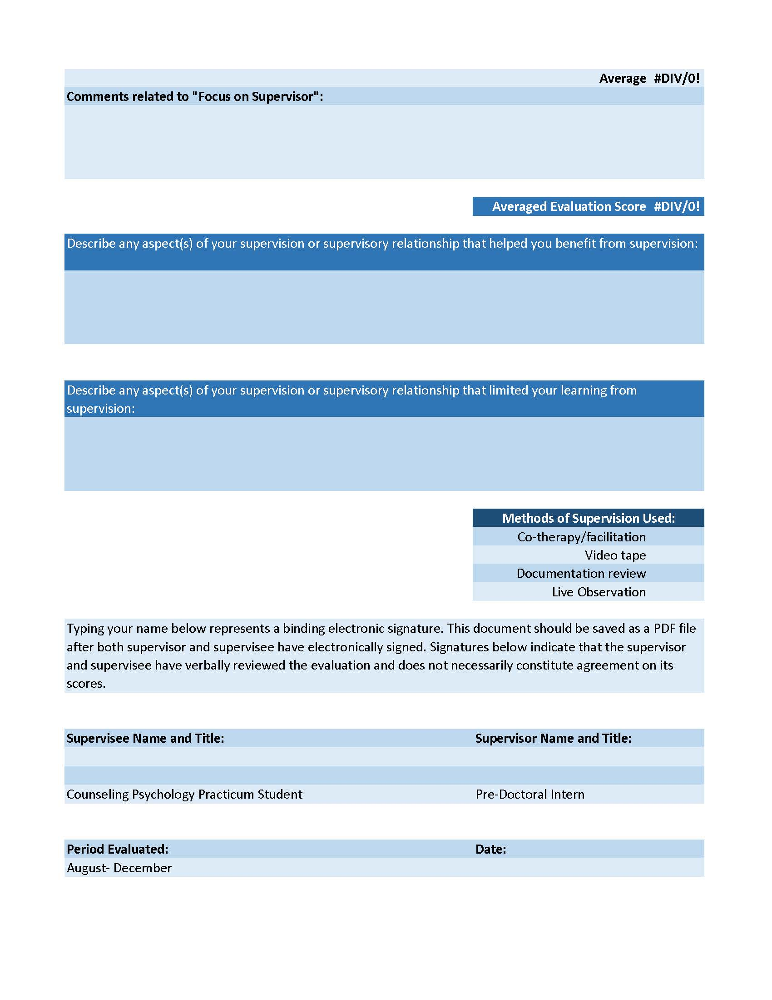 Average #DIV/0!
Comments related to "Focus on Supervisor":
Averaged Evaluation Score #DIV/0!
Describe any aspect(s) of your supervision or supervisory relationship that helped you benefit from supervision:
Describe any aspect(s) of your supervision or supervisory relationship that limited your learning from
supervision:
Methods of Supervision Used:
Co-therapy/facilitation
Video tape
Documentation review
Live Observation
Typing your name below represents a binding electronic signature. This document should be saved as a PDF file
after both supervisor and supervisee have electronically signed. Signatures below indicate that the supervisor
and supervisee have verbally reviewed the evaluation and does not necessarily constitute agreement on its
scores.
Supervisee Name and Title: Supervisor Name and Title:
Counseling Psychology Practicum Student Pre-Doctoral Intern
Period Evaluated: Date:
August- December